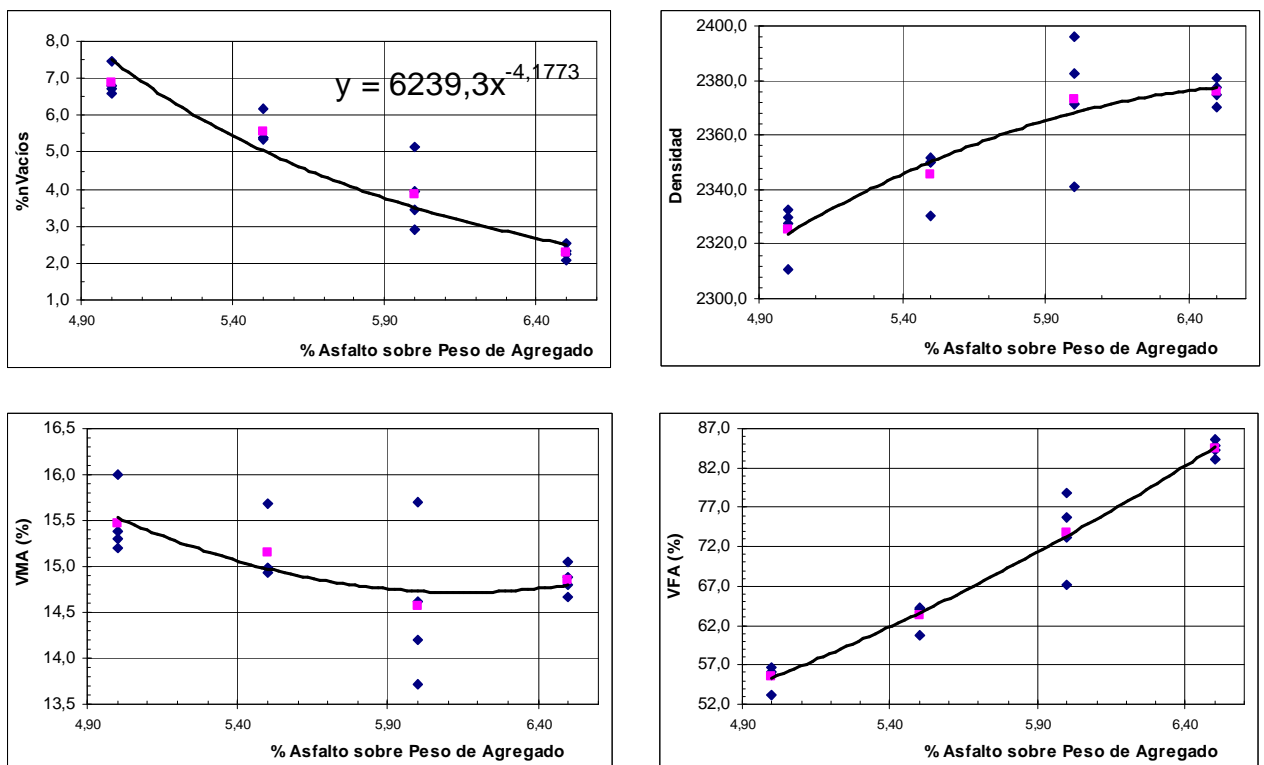 8,0
7,0
6,0
5,0
4,0
3,0
2,0
1,0
%nVacíos
y = 6239,3x^-4,1773
4,90 5,40 5,90 6,40
% Asfalto sobre Peso de Agregado
2400,0
2380,0
2360,0
2340,0
2320,0
2300,0
Densidad
4,90 5,40 5,90 6,40
% Asfalto sobre Peso de Agregado
16,5
16,0
15,5
15,0
14,5
14,0
13,5
VMA (%)
4,90 5,40 5,90 6,40
% Asfalto sobre Peso de Agregado
87,0
82,0
77,0
72,0
67,0
62,0
57,0
52,0
VFA (%)
4,90 5,40 5,90 6,40
% Asfalto sobre Peso de Agregado